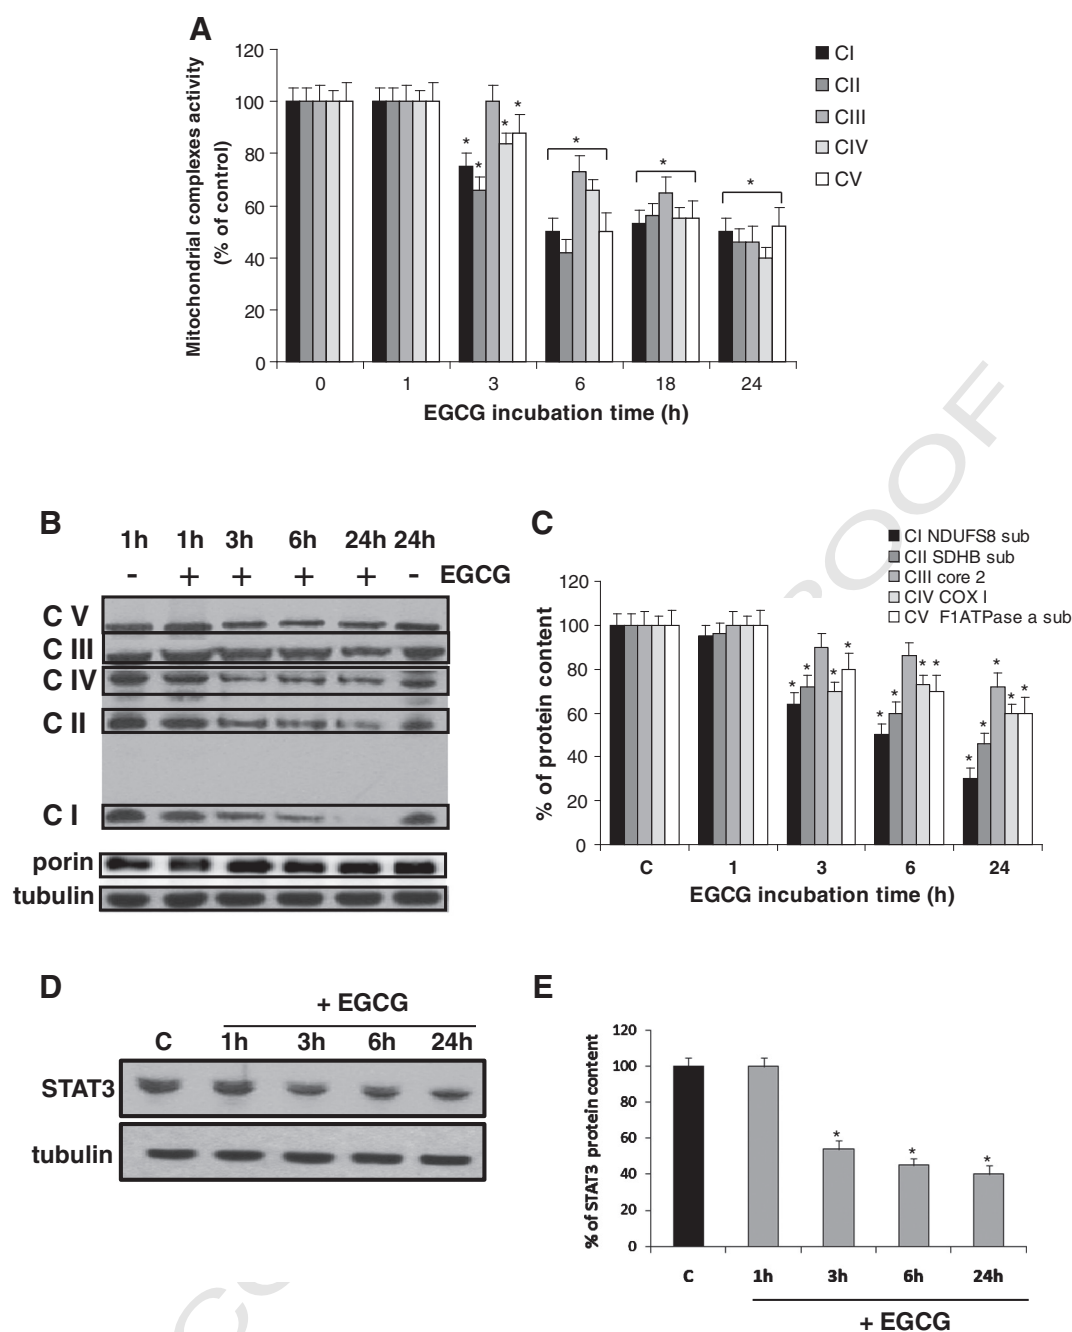 A
Mitochondrial complexes activity
(% of control)
120
100
80
60
40
20
0
* * * *
*
*
*
0 1 3 6 18 24
EGCG incubation time (h)
CI
CII
CIII
CIV
CV
B
1h 1h 3h 6h 24h 24h
- + + + + - EGCG
C V
C III
C IV
C II
C I
porin
tubulin
C
CI NDUFS8 sub
CII SDHB sub
CIII core 2
CIV COX I
CV F1ATPase a sub
% of protein content
120
100
80
60
40
20
0
* * * *
* * * *
* * * * *
C 1 3 6 24
EGCG incubation time (h)
OOF
D
+ EGCG
C 1h 3h 6h 24h
STAT3
tubulin
E
% of STAT3 protein content
120
100
80
60
40
20
0
* * *
C 1h 3h 6h 24h
+ EGCG